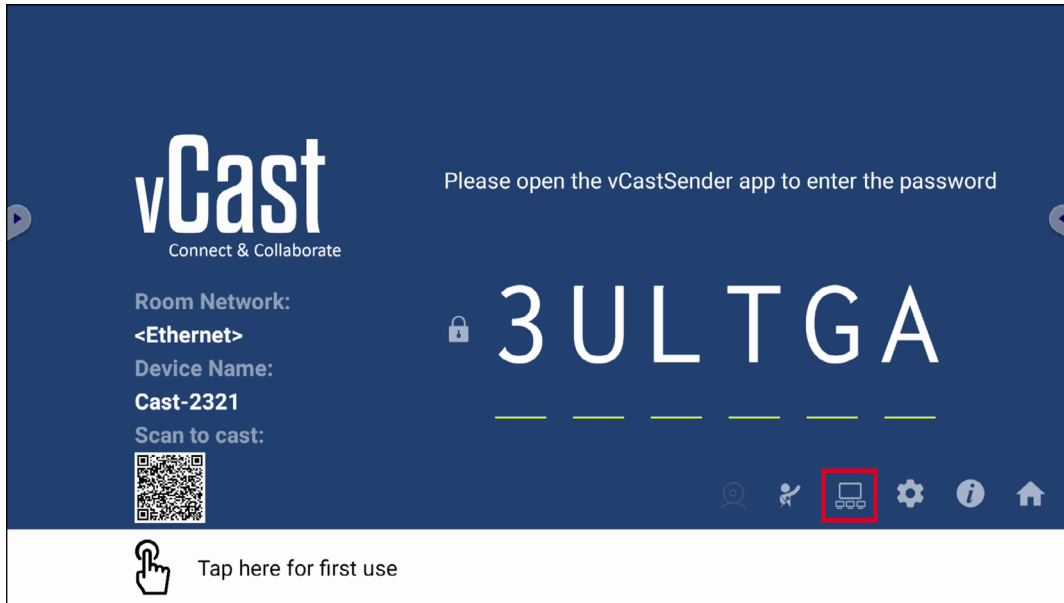 vCast
Connect & Collaborate
Please open the vCastSender app to enter the password
Room Network:
<Ethernet>
Device Name:
Cast-2321
Scan to cast:
3ULTGA
Tap here for first use